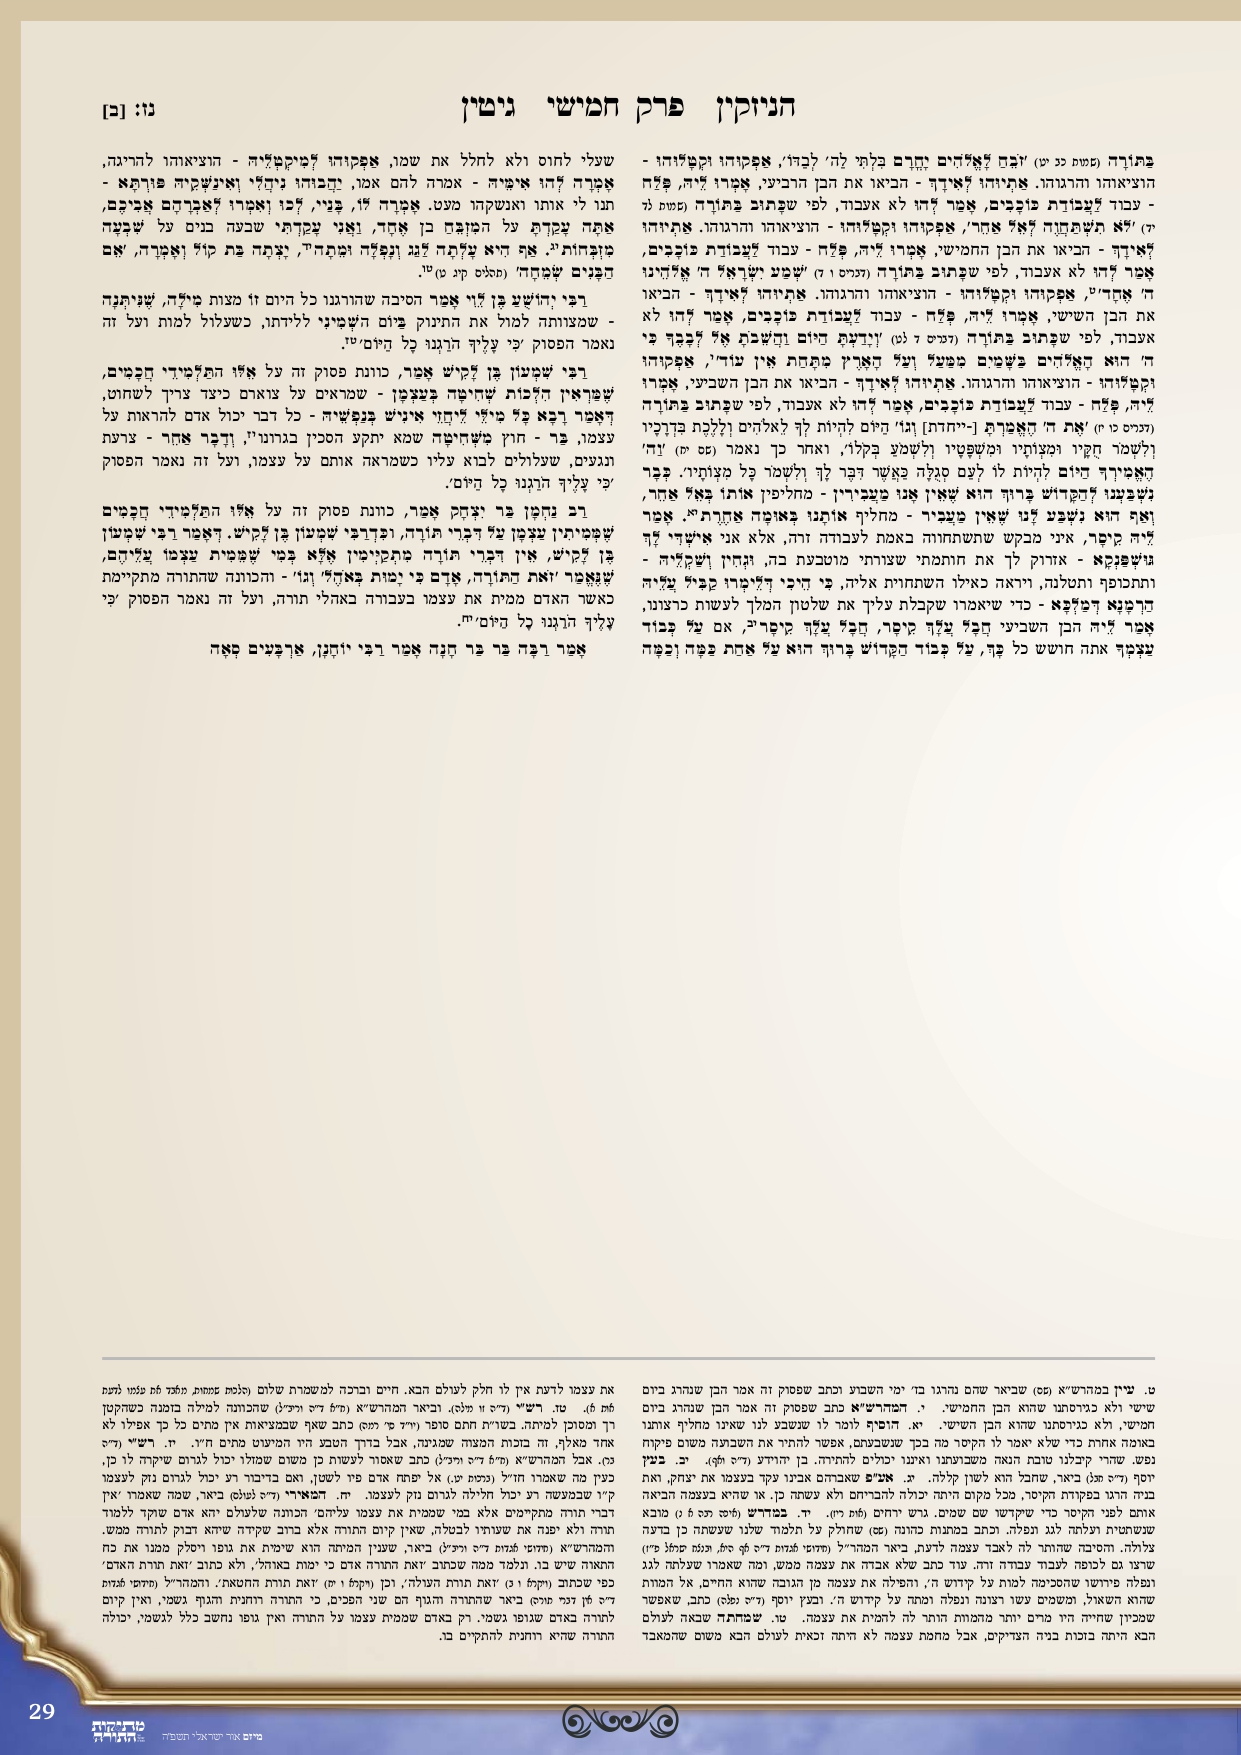 הניזקין פרק חמישי גיטין
נז: [ב]
בַּתּוֹרָה (שמות כב יט) 'זֹבֵחַ לָאֱלֹהִים יָחֳרָם בִּלְתִּי לַה' לְבַדּוֹ', אַפְּקוּהוּ וְקַטְלוּהוּ -
הוציאוהו והרגוהו. אַתְיוּהוּ לְאִידָךְ - הביאו את הבן הרביעי, אָמְרוּ לֵיהּ, פְּלַח
- עבוד לַעֲבוֹדַת כּוֹכָבִים, אָמַר לְהוּ לא אעבוד, לפי שכָּתוּב בַּתּוֹרָה (שמות לד
יד) 'לֹא תִשְׁתַּחֲוֶה לְאֵל אַחֵר', אַפְּקוּהוּ וְקַטְלוּהוּ - הוציאוהו והרגוהו. אַתְיוּהוּ
לְאִידָךְ - הביאו את הבן החמישי, אָמְרוּ לֵיהּ, פְּלַח - עבוד לַעֲבוֹדַת כּוֹכָבִים,
אָמַר לְהוּ לא אעבוד, לפי שכָּתוּב בַּתּוֹרָה (דברים ו ד) 'שְׁמַע יִשְׂרָאֵל ה' אֱלֹהֵינוּ
ה' אֶחָד'ט, אַפְּקוּהוּ וְקַטְלוּהוּ - הוציאוהו והרגוהו. אַתְיוּהוּ לְאִידָךְ - הביאו
את הבן השישי, אָמְרוּ לֵיהּ, פְּלַח - עבוד לַעֲבוֹדַת כּוֹכָבִים, אָמַר לְהוּ לא
אעבוד, לפי שכָּתוּב בַּתּוֹרָה (דברים ד לט) 'וְיָדַעְתָּ הַיּוֹם וַהֲשֵׁבֹתָ אֶל לְבָבֶךָ כִּי
ה' הוּא הָאֱלֹהִים בַּשָּׁמַיִם מִמַּעַל וְעַל הָאָרֶץ מִתָּחַת אֵין עוֹד'י, אַפְּקוּהוּ
וְקַטְלוּהוּ - הוציאוהו והרגוהו. אַתְיוּהוּ לְאִידָךְ - הביאו את הבן השביעי, אָמְרוּ
לֵיהּ, פְּלַח - עבוד לַעֲבוֹדַת כּוֹכָבִים, אָמַר לְהוּ לא אעבוד, לפי שכָּתוּב בַּתּוֹרָה
(דברים כו יז) 'אֶת ה' הֶאֱמַרְתָּ [-ייחדת] וְגוֹ' הַיּוֹם לִהְיוֹת לְךָ לֵאלֹהִים וְלָלֶכֶת בִּדְרָכָיו
וְלִשְׁמֹר חֻקָּיו וּמִצְוֹתָיו וּמִשְׁפָּטָיו וְלִשְׁמֹעַ בְּקֹלוֹ', ואחר כך נאמר (שם יח) 'וַה'
הֶאֱמִירְךָ הַיּוֹם לִהְיוֹת לוֹ לְעַם סְגֻלָּה כַּאֲשֶׁר דִּבֶּר לָךְ וְלִשְׁמֹר כָּל מִצְוֹתָיו'. כְּבָר
נִשְׁבַּעְנוּ לְהַקָּדוֹשׁ בָּרוּךְ הוּא שֶׁאֵין אָנוּ מַעֲבִירִין - מחליפין אוֹתוֹ בְּאֵל אַחֵר,
וְאַף הוּא נִשְׁבַּע לָנוּ שֶׁאֵין מַעֲבִיר - מחליף אוֹתָנוּ בְּאוּמָּה אַחֶרֶתיא. אָמַר
לֵיהּ קֵיסָר, איני מבקש שתשתחווה באמת לעבודה זרה, אלא אני אִישְׁדֵּי לָךְ
גּוּשְׁפַּנְקָא - אזרוק לך את חותמתי שצורתי מוטבעת בה, וּגְחֵין וְשַׁקְלֵיהּ -
ותתכופף ותטלנה, ויראה כאילו השתחוית אליה, כִּי הֵיכִי דְּלֵימְרוּ קַבֵּיל עֲלֵיהּ
הַרְמָנָא דְּמַלְכָּא - כדי שיאמרו שקבלת עליך את שלטון המלך לעשות כרצונו,
אָמַר לֵיהּ הבן השביעי חֲבָל עֲלָךְ קֵיסָר, חֲבָל עֲלָךְ קֵיסָריב, אם עַל כְּבוֹד
עַצְמְךָ אתה חושש כל כָּךְ, עַל כְּבוֹד הַקָּדוֹשׁ בָּרוּךְ הוּא עַל אַחַת כַּמָּה וְכַמָּה
שעלי לחוס ולא לחלל את שמו, אַפְּקוּהוּ לְמִיקְטְלֵיהּ - הוציאוהו להריגה,
אָמְרָה לְהוּ אִימֵּיהּ - אמרה להם אמו, יַהֲבוּהוּ נִיהֲלִי וְאִינַשְּׁקֵיהּ פּוּרְתָּא -
תנו לי אותו ואנשקהו מעט. אָמְרָה לוֹ, בָּנַיי, לְכוּ וְאִמְרוּ לְאַבְרָהָם אֲבִיכֶם,
אַתָּה עָקַדְתָּ על המִזְבֵּחַ בן אֶחָד, וַאֲנִי עָקַדְתִּי שבעה בנים על שִׁבְעָה
מִזְבְּחוֹתיג. אַף הִיא עָלְתָה לַגַּג וְנָפְלָה וּמֵתָהיד, יָצְתָה בַּת קוֹל וְאָמְרָה, 'אֵם
הַבָּנִים שְׂמֵחָה' (תהלים קיג ט)טו.
רַבִּי יְהוֹשֻׁעַ בֶּן לֵוִי אָמַר הסיבה שהורגנו כל היום זוֹ מצות מִילָה, שֶׁנִּיתְּנָה
- שמצוותה למול את התינוק בַּיּוֹם הַשְּׁמִינִי ללידתו, כשעלול למות ועל זה
נאמר הפסוק 'כִּי עָלֶיךָ הֹרַגְנוּ כָל הַיּוֹם'טז.
רַבִּי שִׁמְעוֹן בֶּן לָקִישׁ אָמַר, כוונת פסוק זה על אֵלּוּ הַתַּלְמִידֵי חֲכָמִים,
שֶׁמַּרְאִין הִלְכוֹת שְׁחִיטָה בְּעַצְמָן - שמראים על צוארם כיצד צריך לשחוט,
דְּאָמַר רָבָא כָּל מִילֵּי לֵיחֲזֵי אִינִישׁ בְּנַפְשֵׁיהּ - כל דבר יכול אדם להראות על
עצמו, בַּר - חוץ מִשְּׁחִיטָה שמא יתקע הסכין בגרונויז, וְדָבָר אַחֵר - צרעת
ונגעים, שעלולים לבוא עליו כשמראה אותם על עצמו, ועל זה נאמר הפסוק
'כִּי עָלֶיךָ הֹרַגְנוּ כָל הַיּוֹם'.
רַב נַחְמָן בַּר יִצְחָק אָמַר, כוונת פסוק זה על אֵלּוּ הַתַּלְמִידֵי חֲכָמִים
שֶׁמְּמִיתִין עַצְמָן עַל דִּבְרֵי תּוֹרָה, וּכִדְרַבִּי שִׁמְעוֹן בֶּן לָקִישׁ. דְּאָמַר רַבִּי שִׁמְעוֹן
בֶּן לָקִישׁ, אֵין דִּבְרֵי תּוֹרָה מִתְקַיְּימִין אֶלָּא בְּמִי שֶׁמֵּמִית עַצְמוֹ עֲלֵיהֶם,
שֶׁנֶּאֱמַר 'זֹאת הַתּוֹרָה, אָדָם כִּי יָמוּת בְּאֹהֶל' וְגוֹ' - והכוונה שהתורה מתקיימת
כאשר האדם ממית את עצמו בעבורה באהלי תורה, ועל זה נאמר הפסוק 'כִּי
עָלֶיךָ הֹרַגְנוּ כָל הַיּוֹם'יח.
אָמַר רַבָּה בַּר בַּר חָנָה אָמַר רַבִּי יוֹחָנָן, אַרְבָּעִים סְאָה
ט. עיין במהרש"א (שם) שביאר שהם נהרגו בד' ימי השבוע וכתב שפסוק זה אמר הבן שנהרג ביום
שישי ולא כגירסתנו שהוא הבן החמישי. י. המהרש"א כתב שפסוק זה אמר הבן שנהרג ביום
חמישי, ולא כגירסתנו שהוא הבן השישי. יא. הוסיף לומר לו שנשבע לנו שאינו מחליף אותנו
באומה אחרת כדי שלא יאמר לו הקיסר מה בכך שנשבעתם, אפשר להתיר את השבועה משום פיקוח
נפש. שהרי קיבלנו טובת הנאה משבועתנו ואיננו יכולים להתירה. בן יהוידע (ד"ה ואף). יב. בעץ
יוסף (ד"ה חבל) ביאר, שחבל הוא לשון קללה. יג. אע"פ שאברהם אבינו עקד בעצמו את יצחק, ואת
בניה הרגו בפקודת הקיסר, מכל מקום היתה יכולה להבריחם ולא עשתה כן. או שהיא בעצמה הביאה
אותם לפני הקיסר כדי שיקדשו שם שמים. גרש ירחים (אות ריז). יד. במדרש (איכה רבה א נ) מובא
שנשתטית ועלתה לגג ונפלה. וכתב במתנות כהונה (שם) שחולק על תלמוד שלנו שעשתה כן בדעה
צלולה. והסיבה שהותר לה לאבד עצמה לדעת, ביאר המהר"ל (חידושי אגדות ד"ה אף היא, ובנצח ישראל פ"ז)
שרצו גם לכופה לעבוד עבודה זרה. עוד כתב שלא אבדה את עצמה ממש, ומה שאמרו שעלתה לגג
ונפלה פירושו שהסכימה למות על קידוש ה', והפילה את עצמה מן הגובה שהוא החיים, אל המוות
שהוא השאול, ומשמים עשו רצונה ונפלה ומתה על קידוש ה'. ובעץ יוסף (ד"ה נפלה) כתב, שאפשר
שמכיון שחייה היו מרים יותר מהמוות הותר לה להמית את עצמה. טו. שמחתה שבאה לעולם
הבא היתה בזכות בניה הצדיקים, אבל מחמת עצמה לא היתה זכאית לעולם הבא משום שהמאבד
את עצמו לדעת אין לו חלק לעולם הבא. חיים וברכה למשמרת שלום (הלכות שמחות, מאבד את עצמו לדעת
אות א). טז. רש"י (ד"ה זו מילה). וביאר המהרש"א (ח"א ד"ה וריב"ל) שהכוונה למילה בזמנה כשהקטן
רך ומסוכן למיתה. בשו"ת חתם סופר (יו"ד סי' רמה) כתב שאף שבמציאות אין מתים כל כך אפילו לא
אחד מאלף, זה בזכות המצוה שמגינה, אבל בדרך הטבע היו המיעוט מתים ח"ו. יז. רש"י (ד"ה
בר). אבל המהרש"א (ח"א ד"ה וריב"ל) כתב שאסור לעשות כן משום שמזלו יכול לגרום שיקרה לו כן,
כעין מה שאמרו חז"ל (ברכות יט.) אל יפתח אדם פיו לשטן, ואם בדיבור רע יכול לגרום נזק לעצמו
ק"ו שבמעשה רע יכול חלילה לגרום נזק לעצמו. יח. המאירי (ד"ה לעולם) ביאר, שמה שאמרו 'אין
דברי תורה מתקיימים אלא במי שממית את עצמו עליהם' הכוונה שלעולם יהא אדם שוקד ללמוד
תורה ולא יפנה את שעותיו לבטלה, שאין קיום התורה אלא ברוב שקידה שיהא דבוק לתורה ממש.
והמהרש"א (חידושי אגדות ד"ה וריב"ל) ביאר, שענין המיתה הוא שימית את גופו ויסלק ממנו את כח
התאוה שיש בו. ונלמד ממה שכתוב 'זאת התורה אדם כי ימות באוהל', ולא כתוב 'זאת תורת האדם'
כפי שכתוב (ויקרא ו ב) 'זאת תורת העולה', וכן (ויקרא ו יח) 'זאת תורת החטאת'. והמהר"ל (חידושי אגדות
ד"ה אין דברי תורה) ביאר שהתורה והגוף הם שני הפכים, כי התורה רוחנית והגוף גשמי, ואין קיום
לתורה באדם שגופו גשמי. רק באדם שממית עצמו על התורה ואין גופו נחשב כלל לגשמי, יכולה
התורה שהיא רוחנית להתקיים בו.
29
מתיקות
התורה
מיזם אור ישראלי תשפ"ה